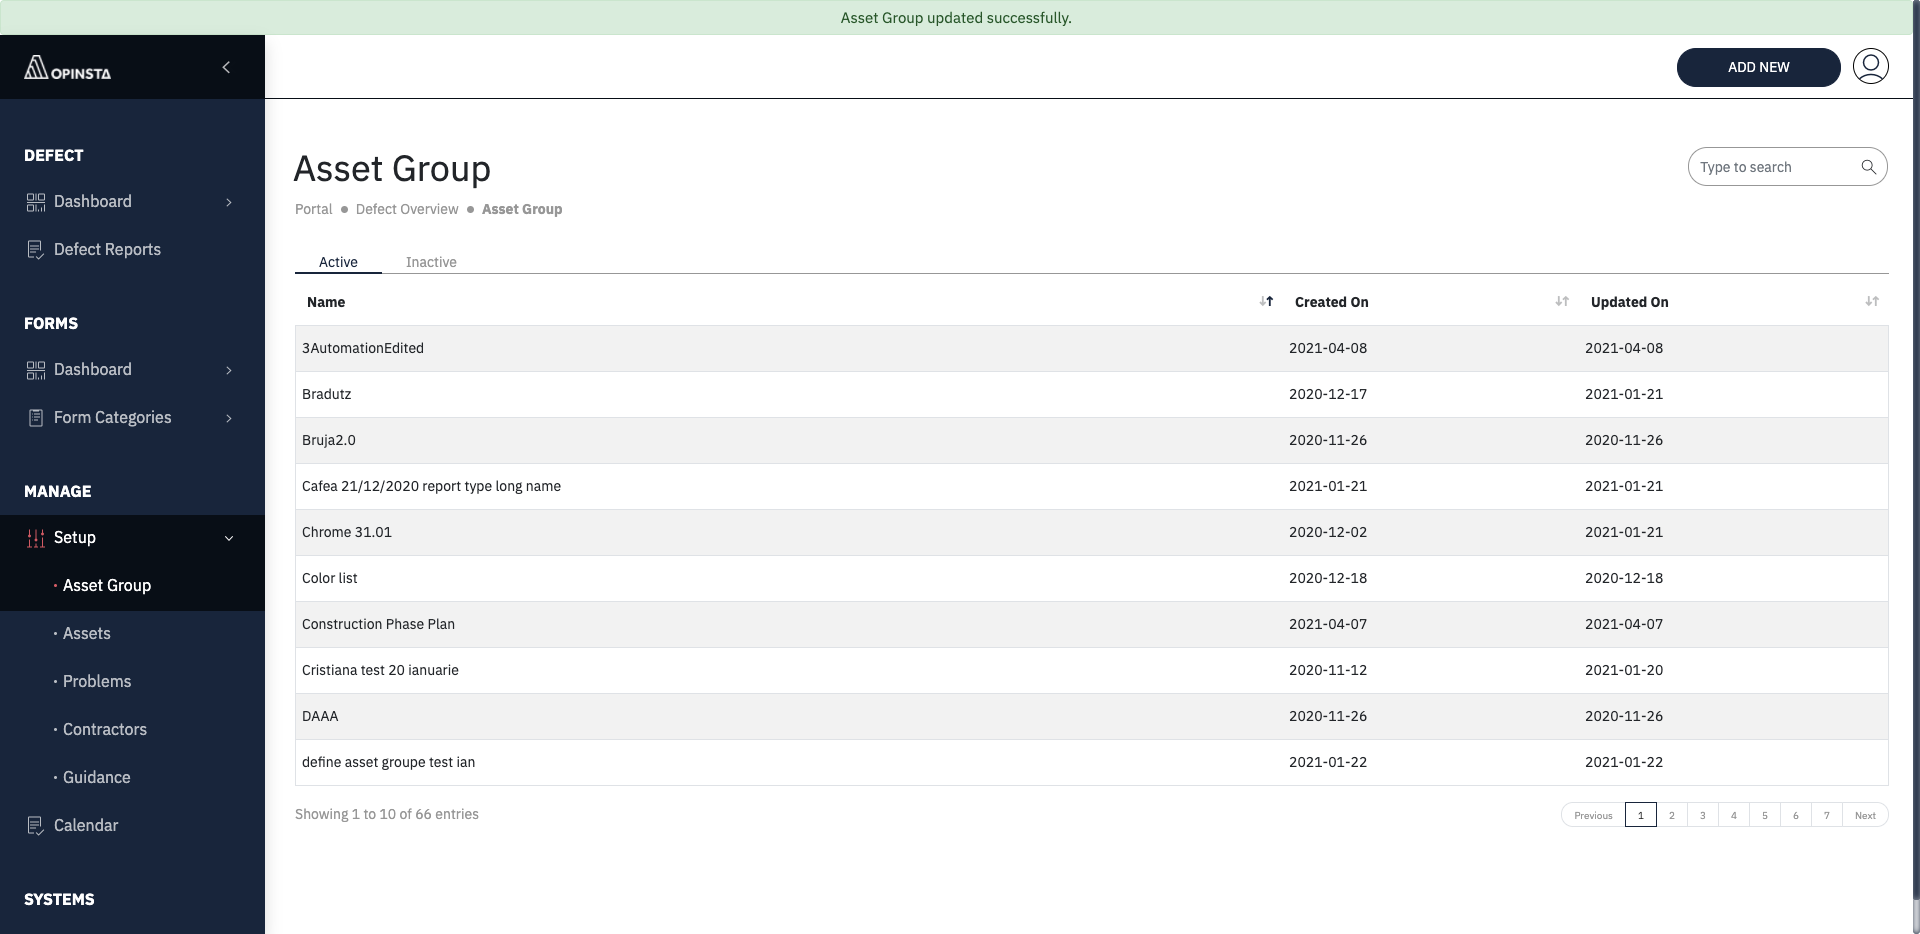 Asset Group updated successfully.
OPINSTA
ADD NEW
DEFECT
Dashboard
Defect Reports
FORMS
Dashboard
Form Categories
MANAGE
Setup
· Asset Group
· Assets
· Problems
· Contractors
· Guidance
Calendar
SYSTEMS
Asset Group
Type to search
Portal ● Defect Overview ● Asset Group
Active Inactive
Name Created On Updated On
3AutomationEdited 2021-04-08 2021-04-08
Bradutz 2020-12-17 2021-01-21
Bruja2.0 2020-11-26 2020-11-26
Cafea 21/12/2020 report type long name 2021-01-21 2021-01-21
Chrome 31.01 2020-12-02 2021-01-21
Color list 2020-12-18 2020-12-18
Construction Phase Plan 2021-04-07 2021-04-07
Cristiana test 20 ianuarie 2020-11-12 2021-01-20
DAAA 2020-11-26 2020-11-26
define asset groupe test ian 2021-01-22 2021-01-22
Showing 1 to 10 of 66 entries
Previous 1 2 3 4 5 6 7 Next